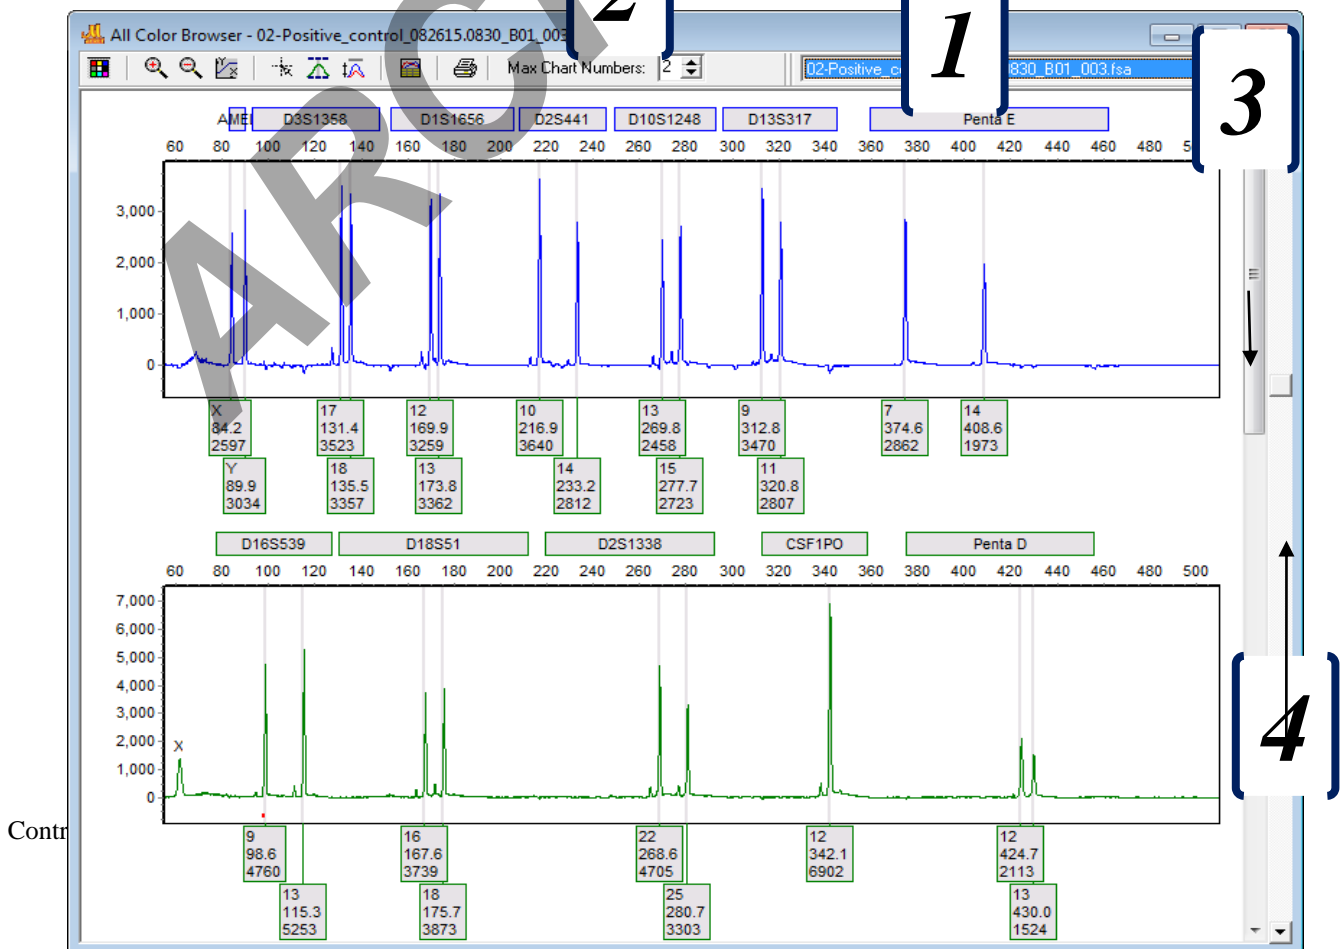 2
1
3
All Color Browser - 02-Positive_control_082615.0830_B01_003
Max Chart Numbers: 2
02-Positive_c 830_B01_003.fsa
AME D3S1358 D1S1656 D2S441 D10S1248 D13S317 Penta E
60 80 100 120 140 160 180 200 220 240 260 280 300 320 340 360 380 400 420 440 460 480
3,000
2,000
1,000
0
X 17 12 10 13 9 7 14
84.2 131.4 169.9 216.9 269.8 312.8 374.6 408.6
2597 3523 3259 3640 2458 3470 2862 1973
Y 18 13 14 15 11
89.9 135.5 173.8 233.2 277.7 320.8
3034 3357 3362 2812 2723 2807
D16S539 D18S51 D2S1338 CSF1PO Penta D
60 80 100 120 140 160 180 200 220 240 260 280 300 320 340 360 380 400 420 440 460 480 500
7,000
6,000
5,000
4,000
3,000
2,000
1,000
0
X
4
Contr
9 16 22 12 12
98.6 167.6 268.6 342.1 424.7
4760 3739 4705 6902 2113
13 18 25 13
115.3 175.7 280.7 430.0
5253 3873 3303 1524
ARC